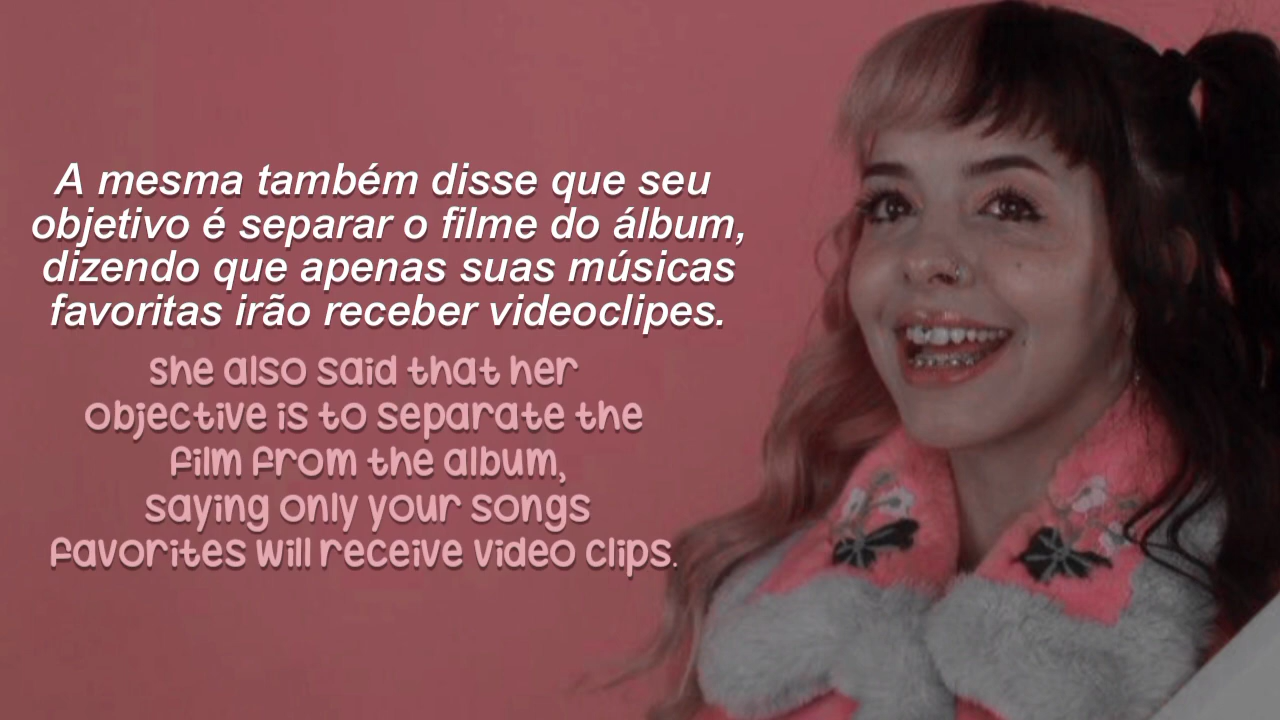 A mesma também disse que seu
objetivo é separar o filme do álbum,
dizendo que apenas suas músicas
favoritas irão receber videoclipes.
she also said that her
objective is to separate the
film from the album,
saying only your songs
favorites will receive video clips.